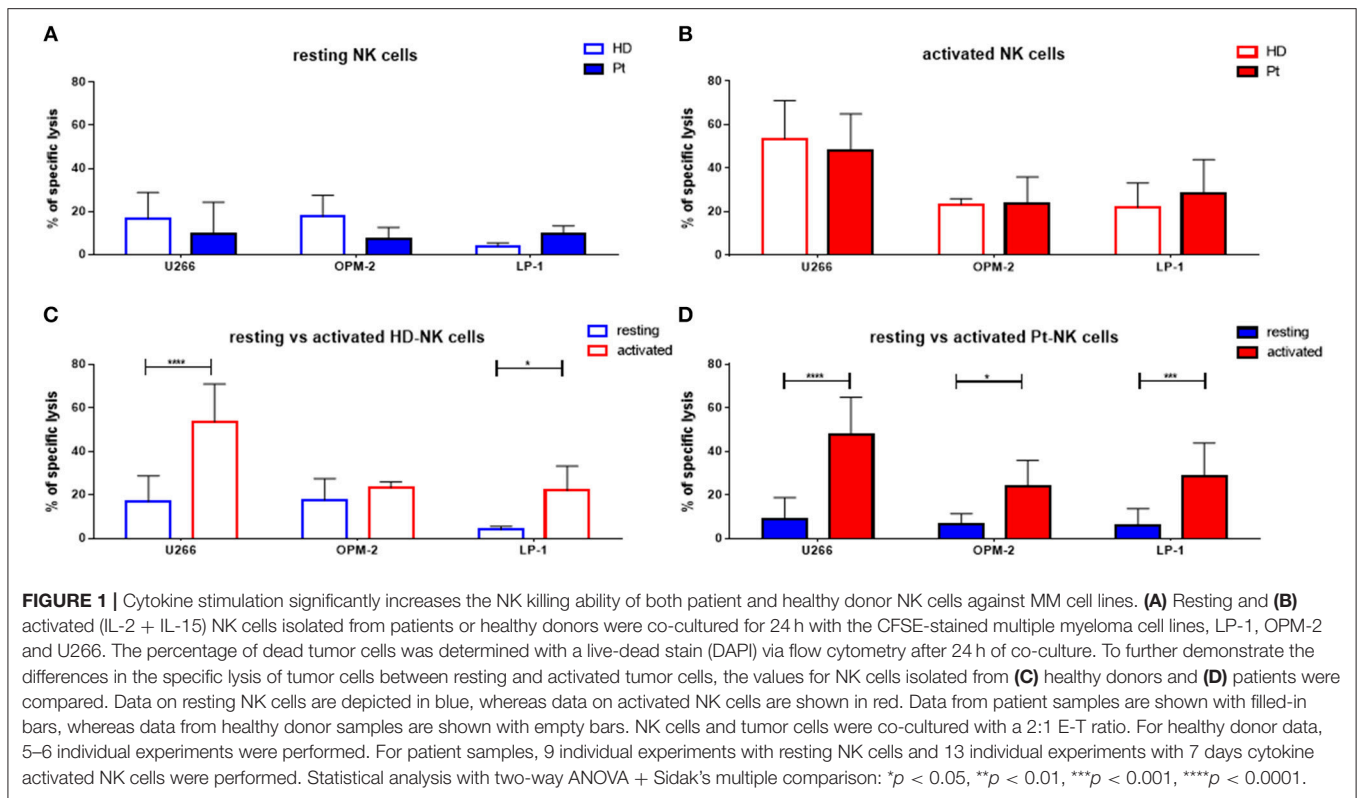 A
resting NK cells
HD
Pt
% of specific lysis
80
60
40
20
0
U266 OPM-2 LP-1
B
activated NK cells
HD
Pt
% of specific lysis
80
60
40
20
0
U266 OPM-2 LP-1
C
resting vs activated HD-NK cells
resting
activated
% of specific lysis
80
60
40
20
0
**** *
U266 OPM-2 LP-1
D
resting vs activated Pt-NK cells
resting
activated
% of specific lysis
80
60
40
20
0
**** * ***
U266 OPM-2 LP-1
FIGURE 1 | Cytokine stimulation significantly increases the NK killing ability of both patient and healthy donor NK cells against MM cell lines. (A) Resting and (B)
activated (IL-2 + IL-15) NK cells isolated from patients or healthy donors were co-cultured for 24 h with the CFSE-stained multiple myeloma cell lines, LP-1, OPM-2
and U266. The percentage of dead tumor cells was determined with a live-dead stain (DAPI) via flow cytometry after 24 h of co-culture. To further demonstrate the
differences in the specific lysis of tumor cells between resting and activated tumor cells, the values for NK cells isolated from (C) healthy donors and (D) patients were
compared. Data on resting NK cells are depicted in blue, whereas data on activated NK cells are shown in red. Data from patient samples are shown with filled-in
bars, whereas data from healthy donor samples are shown with empty bars. NK cells and tumor cells were co-cultured with a 2:1 E-T ratio. For healthy donor data,
5–6 individual experiments were performed. For patient samples, 9 individual experiments with resting NK cells and 13 individual experiments with 7 days cytokine
activated NK cells were performed. Statistical analysis with two-way ANOVA + Sidak's multiple comparison: *p < 0.05, **p < 0.01, ***p < 0.001, ****p < 0.0001.